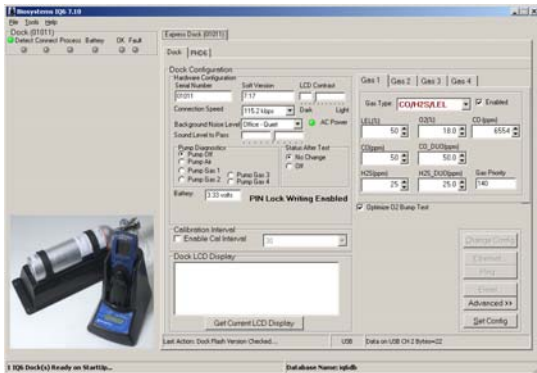 Biosystems IQ6 7.10
File Tools Help
Dock (01011)
Detect Connect Process Battery OK Fault
Express Dock (01011)
Dock PHD6
Dock Configuration
Hardware Configuration
Serial Number Soft Version LCD Contrast
01011 7.17
Connection Speed 115.2 kbps Dark Light
Background Noise Level Office - Quiet AC Power
Sound Level to Pass
Pump Diagnostics
Pump Off
Pump Air
Pump Gas 1 Pump Gas 3
Pump Gas 2 Pump Gas 4
Status After Test
No Change
Off
Battery: 3.33 volts PIN Lock Writing Enabled
Calibration Interval
Enable Cal Interval 30
Dock LCD Display
Get Current LCD Display
Gas 1 Gas 2 Gas 3 Gas 4
Gas Type CO/H2S/LEL Enabled
LEL(%) O2(%) CO-(ppm)
50 18.0 6554
CO(ppm) CO_DUO(ppm)
50 50.0
H2S(ppm) H2S_DUO(ppm) Gas Priority
25 25.0 140
Optimize O2 Bump Test
Change Config
Ethernet...
Ping
Reset
Advanced >>
Set Config
Last Action: Dock Flash Version Checked... USB Data on USB CH 2 Bytes=02
1 IQ6 Dock(s) Ready on StartUp... Database Name: iq6db